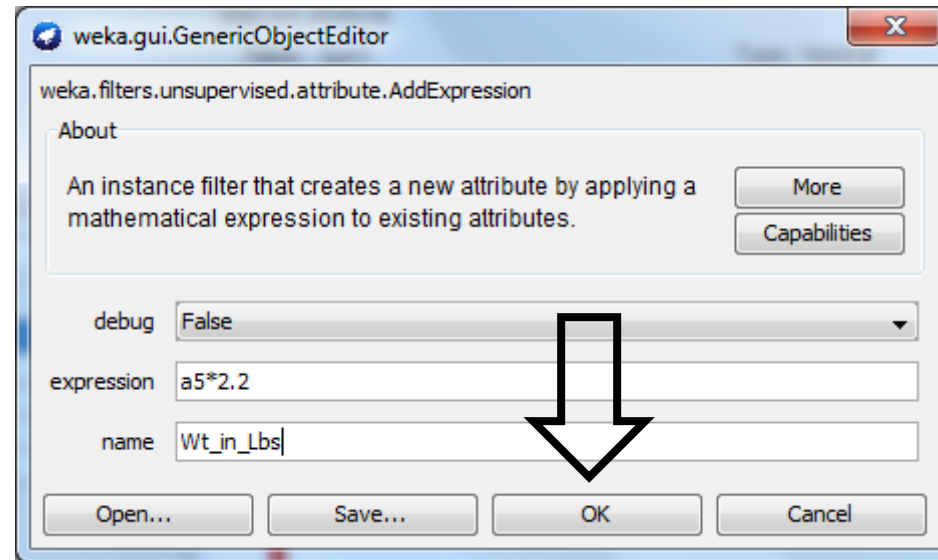 weka.gui.GenericObjectEditor
weka.filters.unsupervised.attribute.AddExpression
About
An instance filter that creates a new attribute by applying a
mathematical expression to existing attributes.
More
Capabilities
debug False
expression a5*2.2
name Wt_in_Lbs
Open... Save... OK Cancel